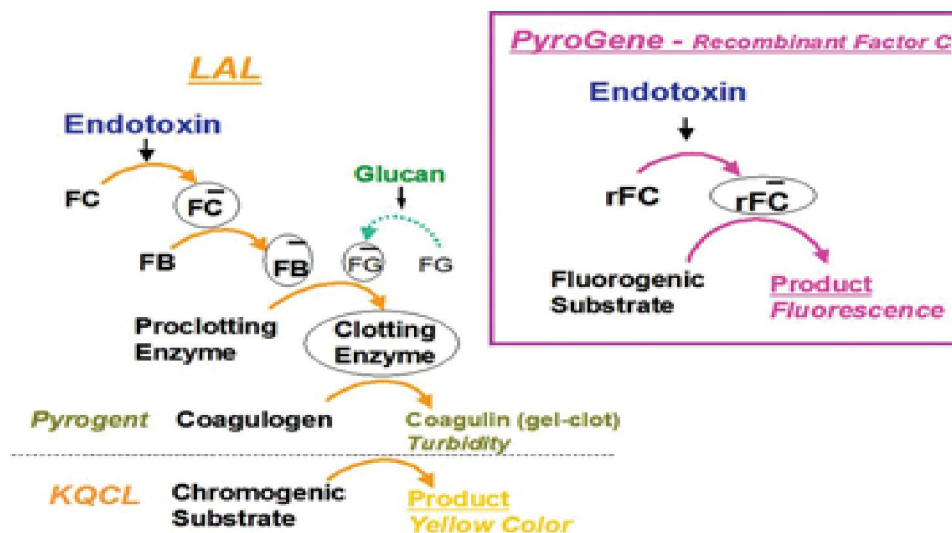 LAL
Endotoxin
FC
FC̅
Glucan
FB
FB̅
FG̅
FG
Proclotting
Enzyme
Clotting
Enzyme
Pyrogent
Coagulogen
Coagulin (gel-clot)
Turbidity
KQCL
Chromogenic
Substrate
Product
Yellow Color
PyroGene - Recombinant Factor C
Endotoxin
rFC
rFC̅
Fluorogenic
Substrate
Product
Fluorescence